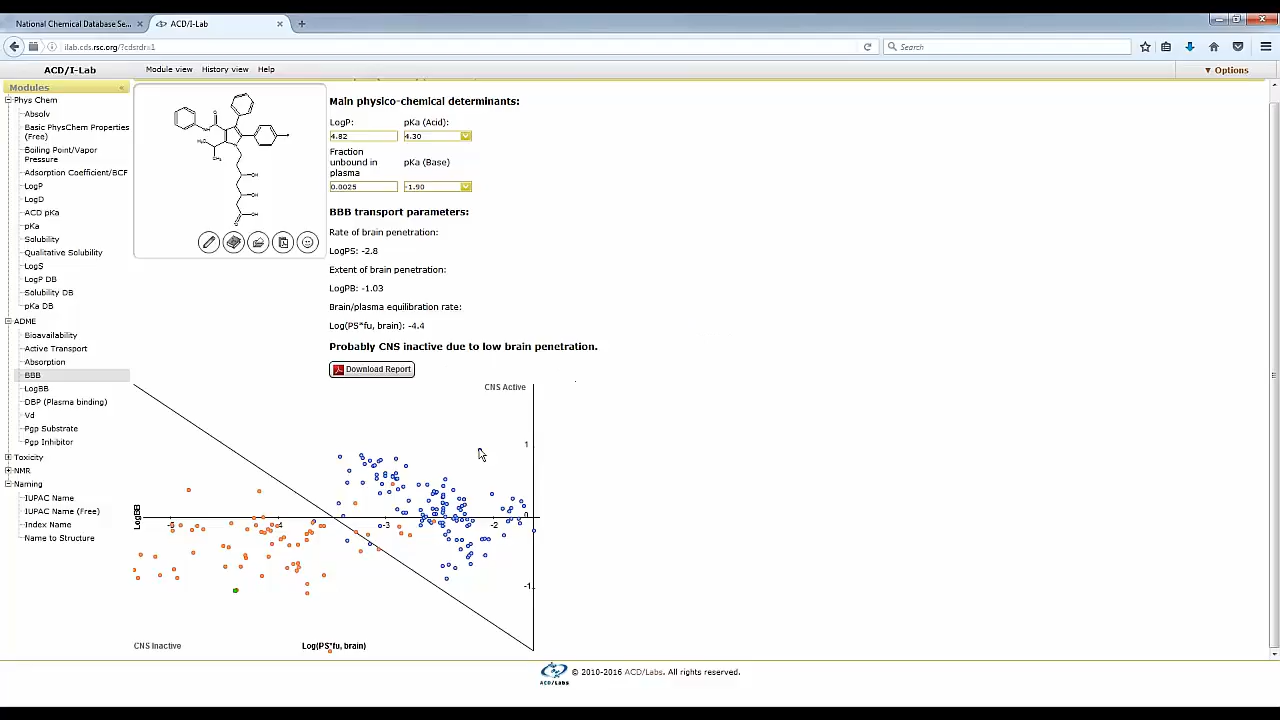 National Chemical Database Se...
ACD/I-Lab
ilab.cds.rsc.org/?cdsrdr=1
Search
ACD/I-Lab
Module view
History view
Help
▼ Options
Modules
Phys Chem
Absolv
Basic PhysChem Properties
(Free)
Boiling Point/Vapor
Pressure
Adsorption Coefficient/BCF
LogP
LogD
ACD pKa
pKa
Solubility
Qualitative Solubility
LogS
LogP DB
Solubility DB
pKa DB
ADME
Bioavailability
Active Transport
Absorption
BBB
LogBB
DBP (Plasma binding)
Vd
Pgp Substrate
Pgp Inhibitor
Toxicity
NMR
Naming
IUPAC Name
IUPAC Name (Free)
Index Name
Name to Structure
Main physico-chemical determinants:
LogP:
pKa (Acid):
4.82
4.30
Fraction
unbound in
plasma
pKa (Base)
0.0025
-1.90
BBB transport parameters:
Rate of brain penetration:
LogPS: -2.8
Extent of brain penetration:
LogPB: -1.03
Brain/plasma equilibration rate:
Log(PS*fu, brain): -4.4
Probably CNS inactive due to low brain penetration.
Download Report
CNS Active
1
0
-1
LogBB
-5
-4
-3
-2
CNS Inactive
Log(PS*fu, brain)
ACD/LABS
© 2010-2016 ACD/Labs. All rights reserved.